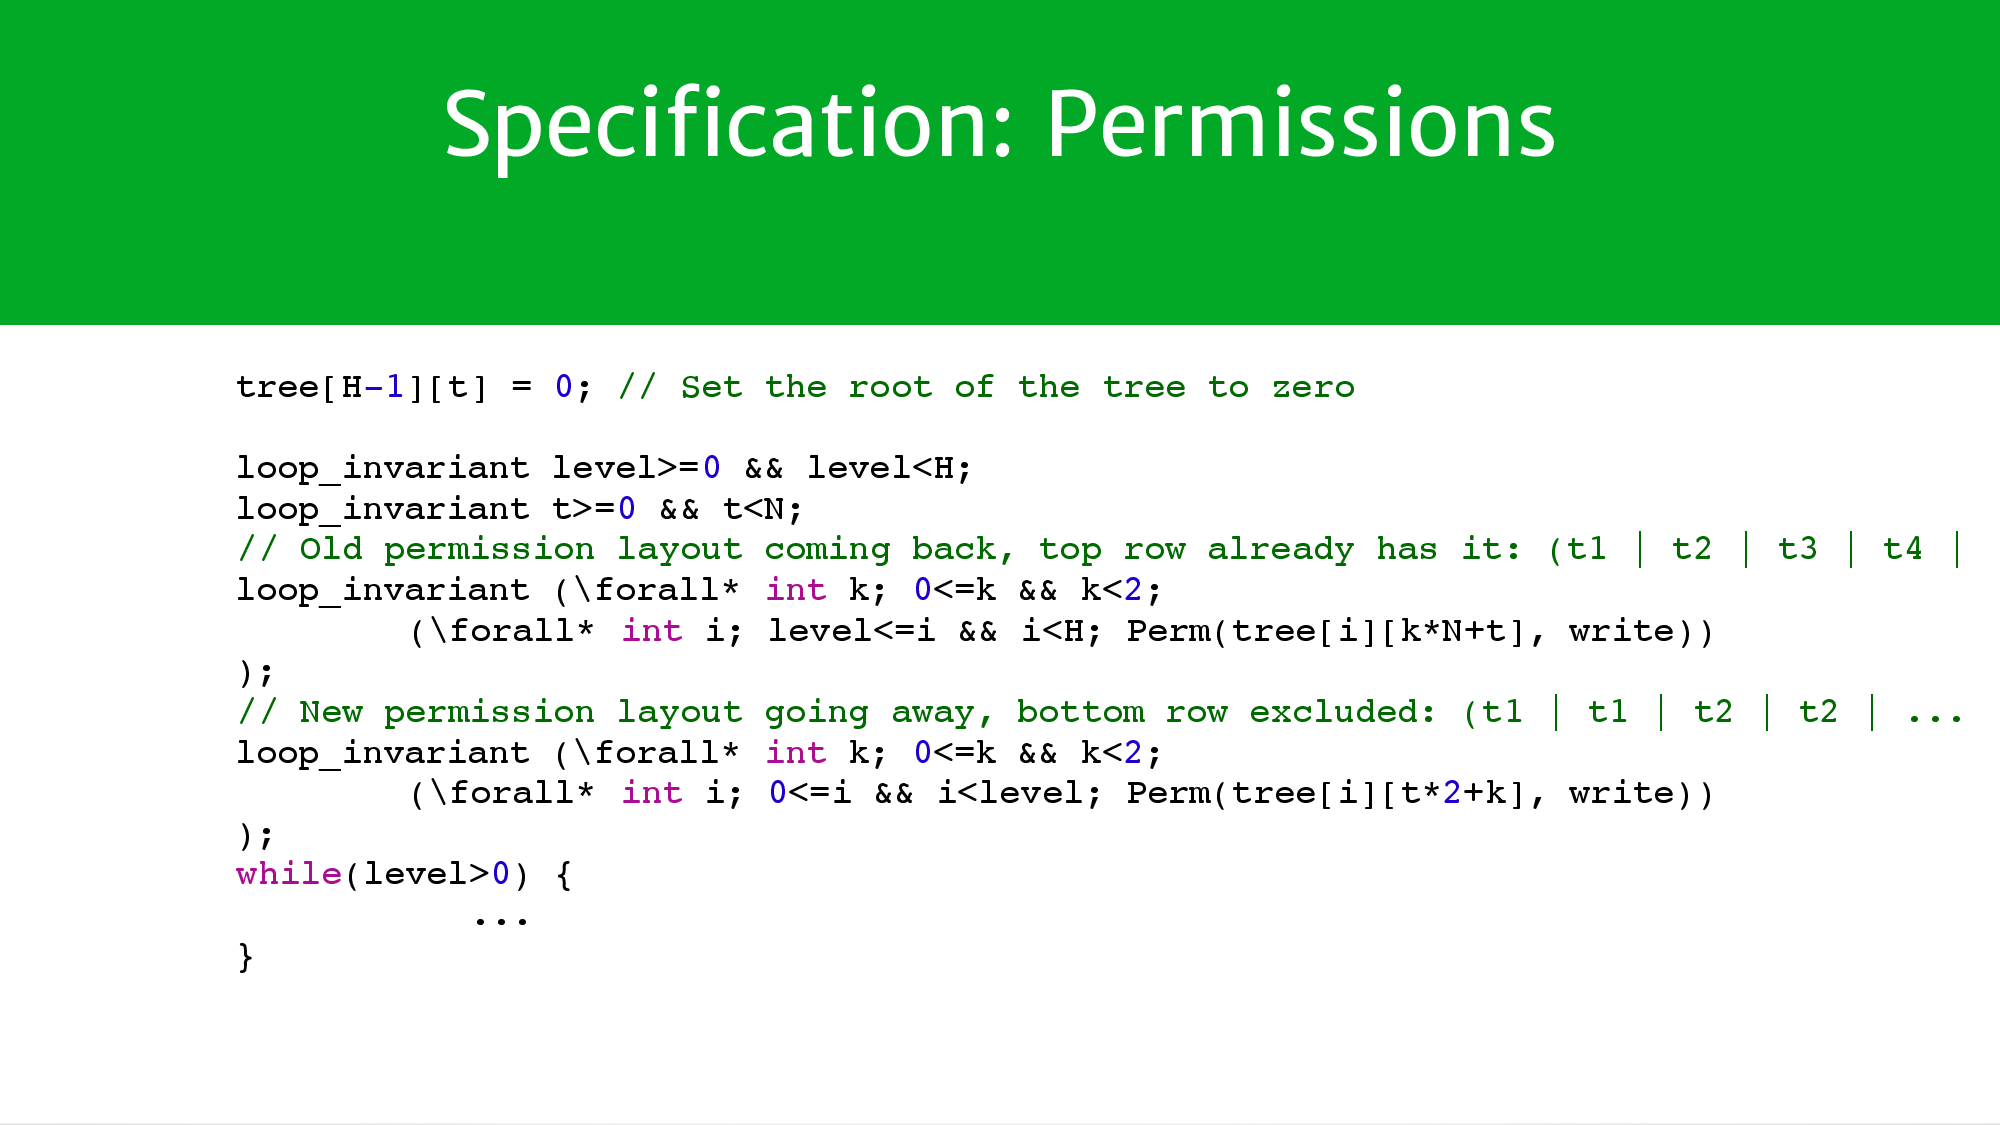 Specification: Permissions
tree[H-1][t] = 0; // Set the root of the tree to zero
loop_invariant level>=0 && level<H;
loop_invariant t>=0 && t<N;
// Old permission layout coming back, top row already has it: (t1 | t2 | t3 | t4 |
loop_invariant (\forall* int k; 0<=k && k<2;
(\forall* int i; level<=i && i<H; Perm(tree[i][k*N+t], write))
);
// New permission layout going away, bottom row excluded: (t1 | t1 | t2 | t2 | ...
loop_invariant (\forall* int k; 0<=k && k<2;
(\forall* int i; 0<=i && i<level; Perm(tree[i][t*2+k], write))
);
while(level>0) {
...
}